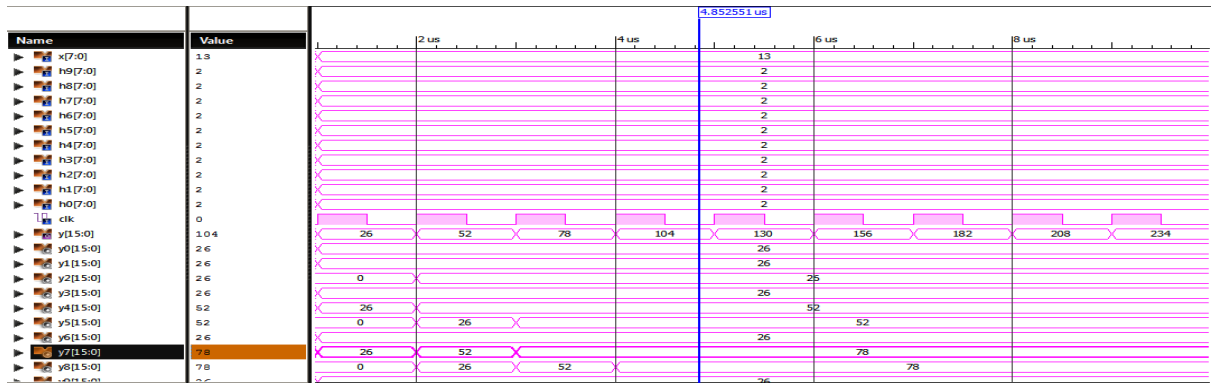 4.852551 us
Name Value 2 us 4 us 6 us 8 us
x[7:0] 13 13
h9[7:0] 2 2
h8[7:0] 2 2
h7[7:0] 2 2
h6[7:0] 2 2
h5[7:0] 2 2
h4[7:0] 2 2
h3[7:0] 2 2
h2[7:0] 2 2
h1[7:0] 2 2
h0[7:0] 2 2
clk 0
y[15:0] 104 26 52 78 104 130 156 182 208 234
y0[15:0] 26 26
y1[15:0] 26 26
y2[15:0] 26 0 26
y3[15:0] 26 26
y4[15:0] 52 26 52
y5[15:0] 52 0 26 52
y6[15:0] 26 26
y7[15:0] 78 26 52 78
y8[15:0] 78 0 26 52 78
y9[15:0] 26 26